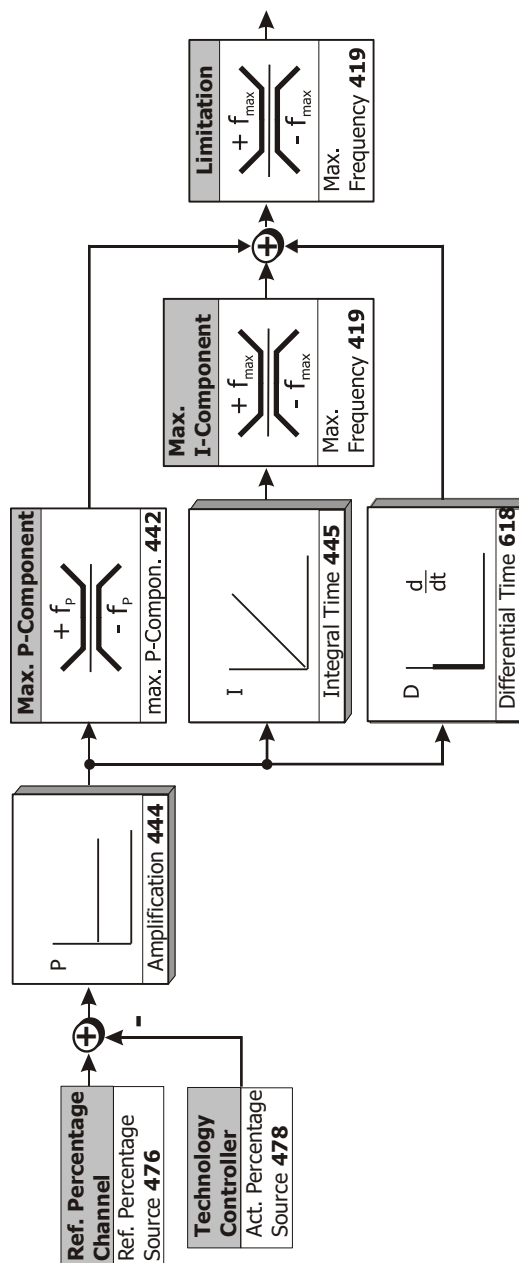 Ref. Percentage
Channel
Ref. Percentage
Source 476
Technology
Controller
Act. Percentage
Source 478
+
-
P
Amplification 444
Max. P-Component
+ fP
- fP
max. P-Compon. 442
I
Integral Time 445
D
d
dt
Differential Time 618
Max.
I-Component
+ fmax
- fmax
Max.
Frequency 419
+
Limitation
+ fmax
- fmax
Max.
Frequency 419